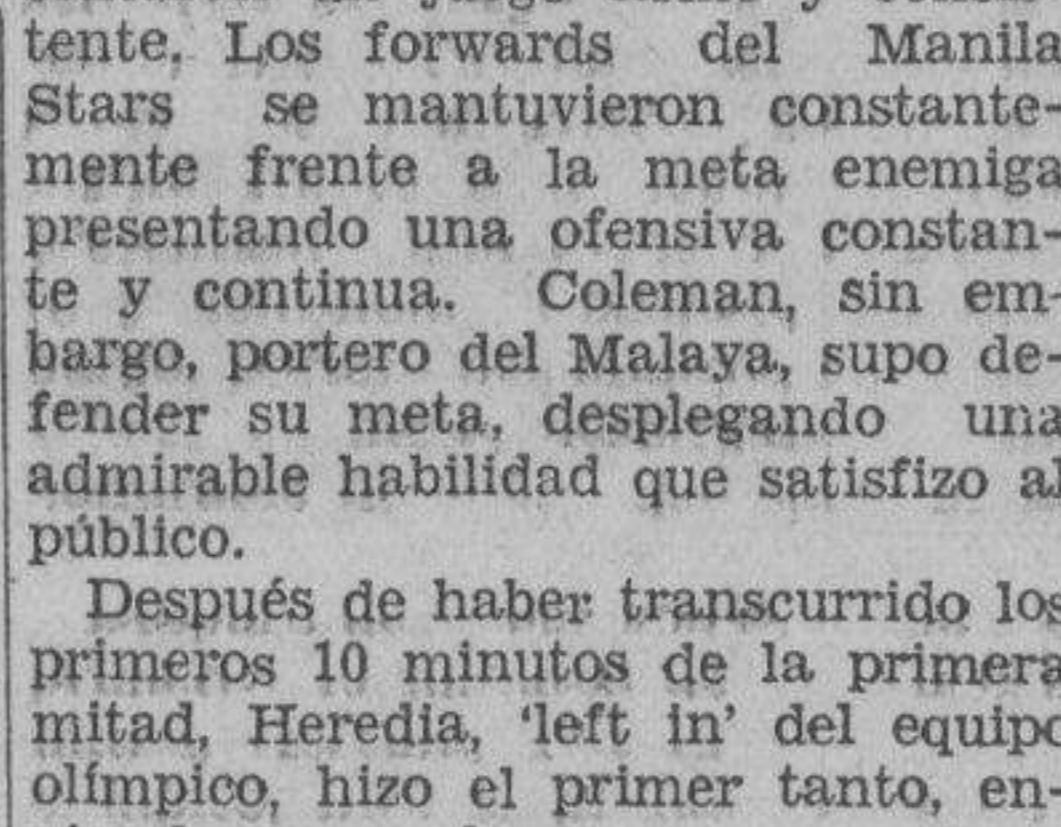 tente. Los forwards del Manila
Stars se mantuvieron constante-
mente frente a la meta enemiga
presentando una ofensiva constan-
te y continua. Coleman, sin em-
bargo, portero del Malaya, supo de-
fender su meta, desplegando una
admirable habilidad que satisfizo al
público.
Después de haber transcurrido los
primeros 10 minutos de la primera
mitad, Heredia, ‘left in’ del equipo
olímpico, hizo el primer tanto, en-